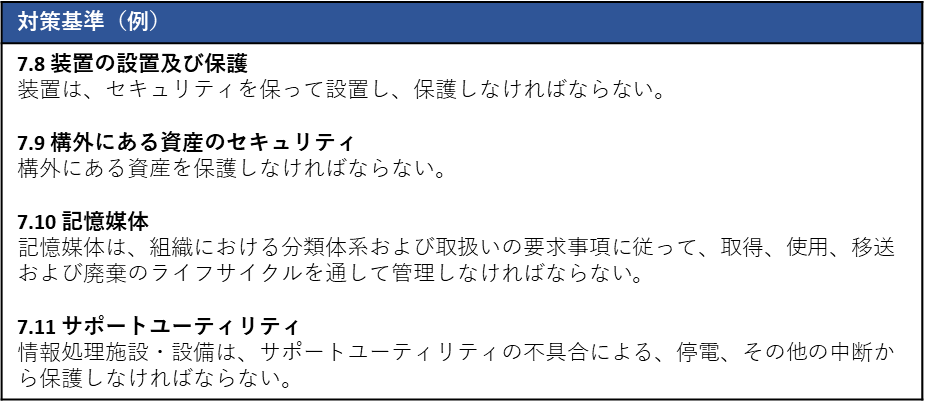 対策基準（例）
7.8 装置の設置及び保護
装置は、セキュリティを保って設置し、保護しなければならない。
7.9 構外にある資産のセキュリティ
構外にある資産を保護しなければならない。
7.10 記憶媒体
記憶媒体は、組織における分類体系および取扱いの要求事項に従って、取得、使用、移送
および廃棄のライフサイクルを通して管理しなければならない。
7.11 サポートユーティリティ
情報処理施設・設備は、サポートユーティリティの不具合による、停電、その他の中断か
ら保護しなければならない。